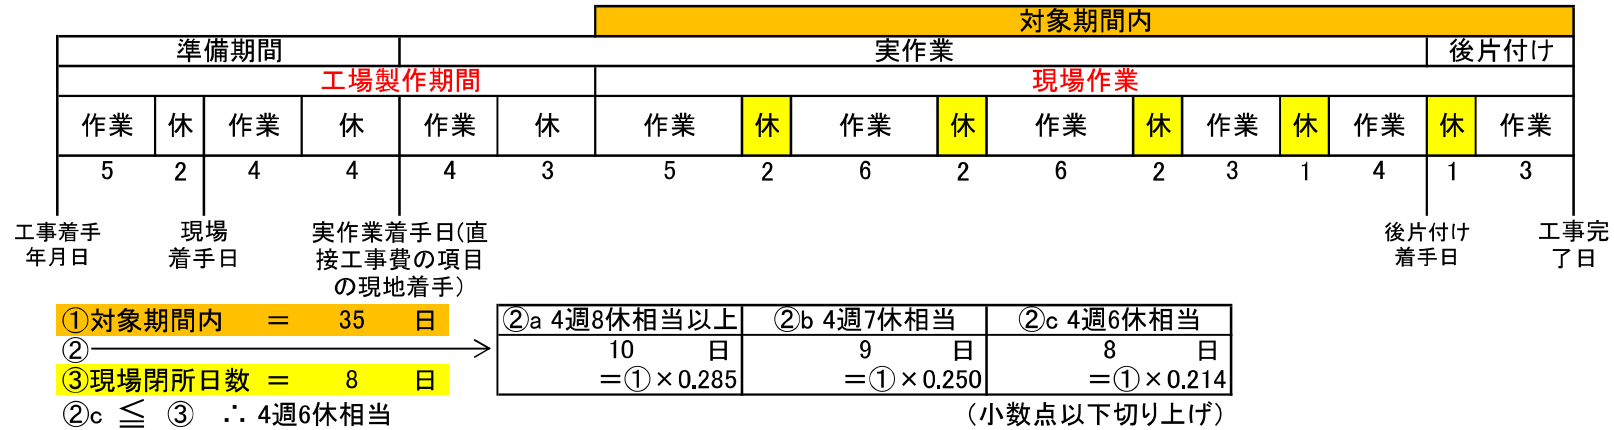 対象期間内
準備期間 実作業 後片付け
工場製作期間 現場作業
作業 休 作業 休 作業 休 作業 休 作業 休 作業 休 作業 休 作業 休 作業
5 2 4 4 4 3 5 2 6 2 6 2 3 1 4 1 3
工事着手
年月日
現場
着手日
実作業着手日(直
接工事費の項目
の現地着手)
後片付け
着手日
工事完
了日
①対象期間内 = 35 日
②
③現場閉所日数 = 8 日
②c ≦ ③ ∴ 4週6休相当
②a 4週8休相当以上 ②b 4週7休相当 ②c 4週6休相当
10 日 9 日 8 日
=①×0.285 =①×0.250 =①×0.214
(小数点以下切り上げ)